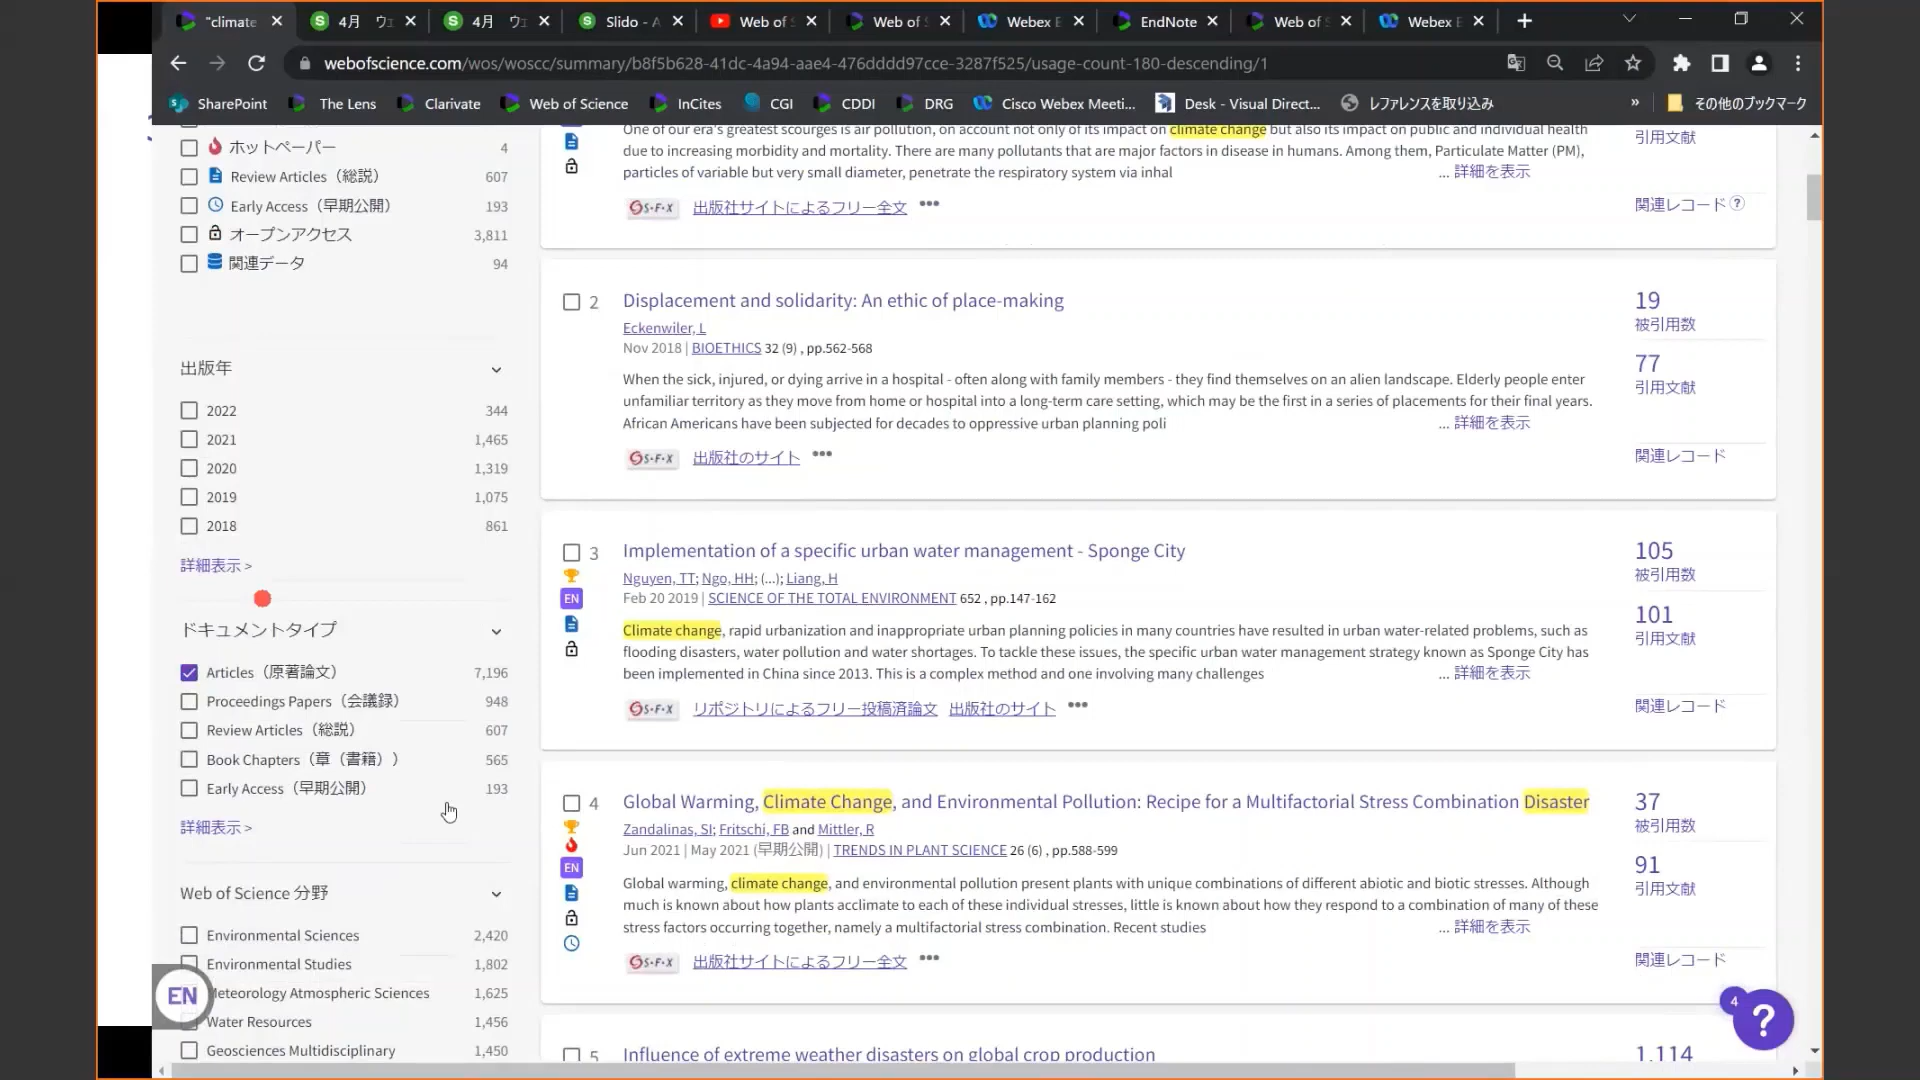 "climate
4月 ウェ
4月 ウェ
Slido - A
Web of
Web of
Webex E
EndNote
Web of
Webex E
webofscience.com/wos/woscc/summary/b8f5b628-41dc-4a94-aae4-476dddd97cce-3287f525/usage-count-180-descending/1
SharePoint
The Lens
Clarivate
Web of Science
InCites
CGI
CDDI
DRG
Cisco Webex Meeti...
Desk - Visual Direct...
レファレンスを取り込み
»
その他のブックマーク
ホットペーパー 4
Review Articles（総説） 607
Early Access（早期公開） 193
オープンアクセス 3,811
関連データ 94
出版年
2022 344
2021 1,465
2020 1,319
2019 1,075
2018 861
詳細表示 >
ドキュメントタイプ
Articles（原著論文） 7,196
Proceedings Papers（会議録） 948
Review Articles（総説） 607
Book Chapters（章（書籍）） 565
Early Access（早期公開） 193
詳細表示 >
Web of Science 分野
Environmental Sciences 2,420
Environmental Studies 1,802
Meteorology Atmospheric Sciences 1,625
Water Resources 1,456
Geosciences Multidisciplinary 1,450
EN
One of our era's greatest scourges is air pollution, on account not only of its impact on climate change but also its impact on public and individual health
due to increasing morbidity and mortality. There are many pollutants that are major factors in disease in humans. Among them, Particulate Matter (PM),
particles of variable but very small diameter, penetrate the respiratory system via inhal ... 詳細を表示
S·F·X 出版社サイトによるフリー全文 •••
引用文献
関連レコード ?
2 Displacement and solidarity: An ethic of place-making
Eckenwiler, L
Nov 2018 | BIOETHICS 32 (9) , pp.562-568
When the sick, injured, or dying arrive in a hospital - often along with family members - they find themselves on an alien landscape. Elderly people enter
unfamiliar territory as they move from home or hospital into a long-term care setting, which may be the first in a series of placements for their final years.
African Americans have been subjected for decades to oppressive urban planning poli ... 詳細を表示
S·F·X 出版社のサイト •••
19
被引用数
77
引用文献
関連レコード
3 Implementation of a specific urban water management - Sponge City
Nguyen, TT; Ngo, HH; (...); Liang, H
EN
Feb 20 2019 | SCIENCE OF THE TOTAL ENVIRONMENT 652 , pp.147-162
Climate change, rapid urbanization and inappropriate urban planning policies in many countries have resulted in urban water-related problems, such as
flooding disasters, water pollution and water shortages. To tackle these issues, the specific urban water management strategy known as Sponge City has
been implemented in China since 2013. This is a complex method and one involving many challenges ... 詳細を表示
S·F·X リポジトリによるフリー投稿済論文 出版社のサイト •••
105
被引用数
101
引用文献
関連レコード
4 Global Warming, Climate Change, and Environmental Pollution: Recipe for a Multifactorial Stress Combination Disaster
Zandalinas, SI; Fritschi, FB and Mittler, R
Jun 2021 | May 2021 (早期公開) | TRENDS IN PLANT SCIENCE 26 (6) , pp.588-599
EN
Global warming, climate change, and environmental pollution present plants with unique combinations of different abiotic and biotic stresses. Although
much is known about how plants acclimate to each of these individual stresses, little is known about how they respond to a combination of many of these
stress factors occurring together, namely a multifactorial stress combination. Recent studies ... 詳細を表示
S·F·X 出版社サイトによるフリー全文 •••
37
被引用数
91
引用文献
関連レコード
5 Influence of extreme weather disasters on global crop production
1,114
4
?